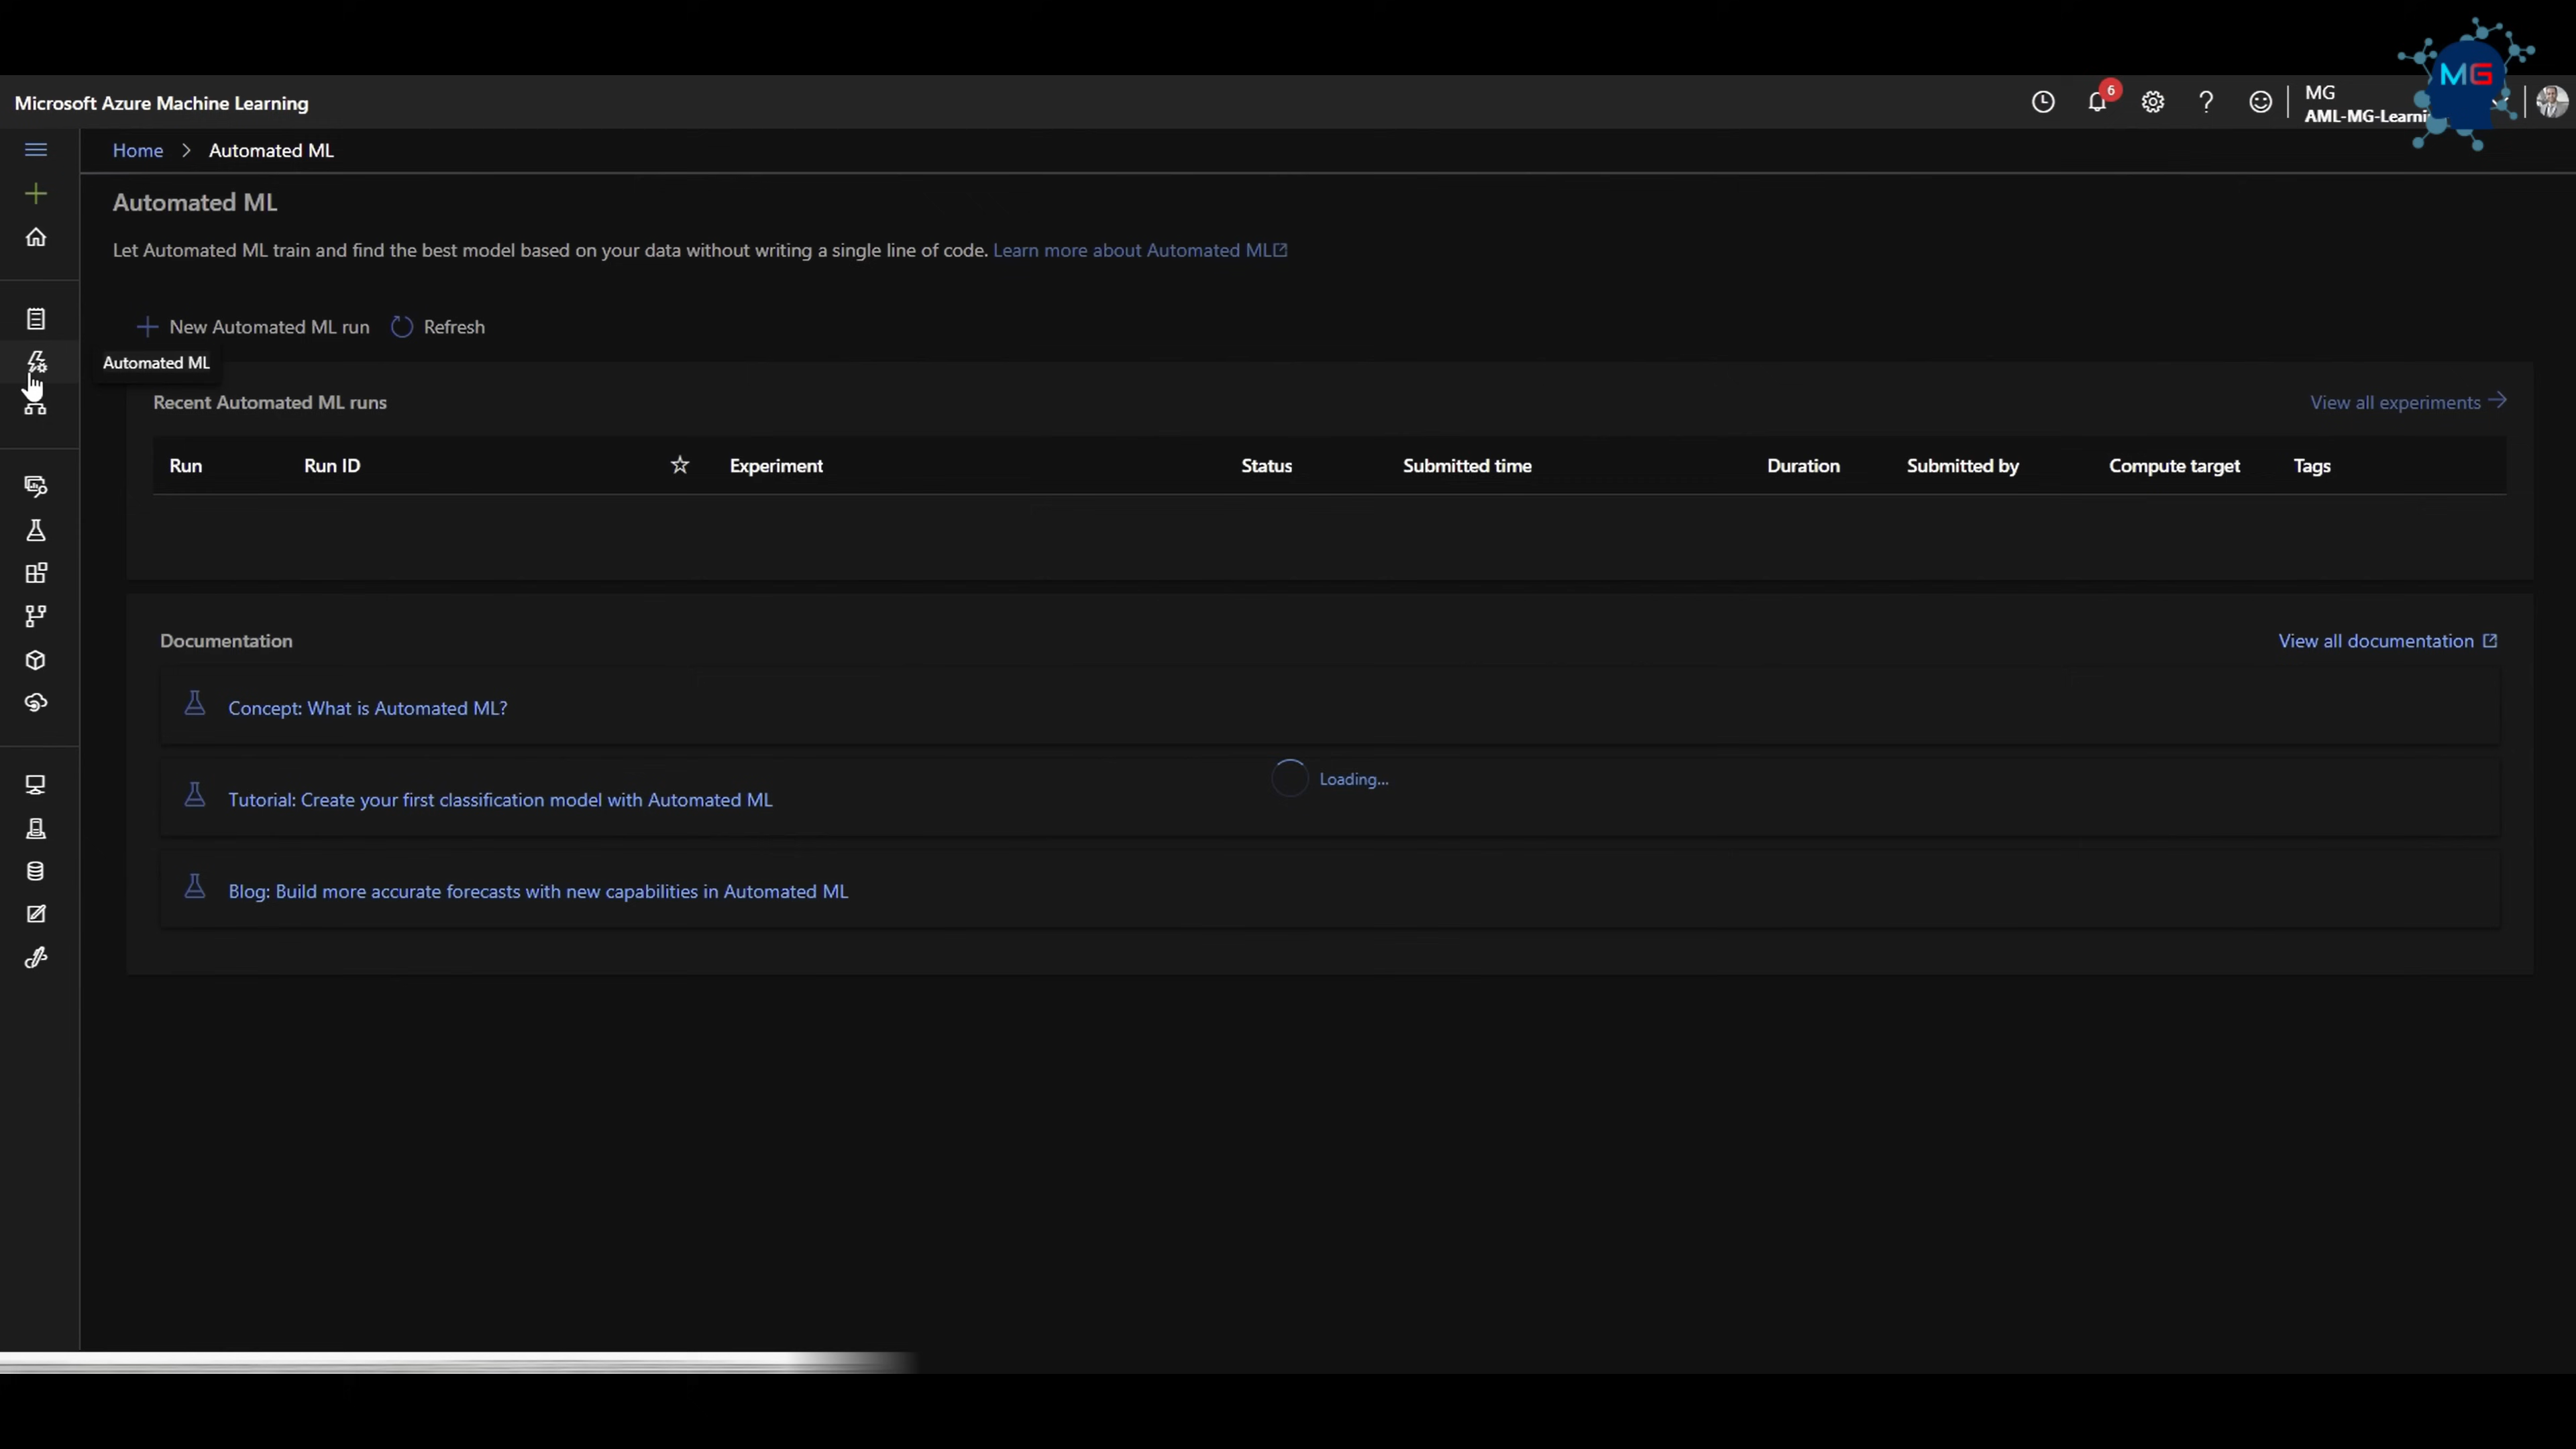 MG
Microsoft Azure Machine Learning
6
MG
AML-MG-Learni
Home > Automated ML
Automated ML
Let Automated ML train and find the best model based on your data without writing a single line of code. Learn more about Automated ML
New Automated ML run Refresh
Automated ML
Recent Automated ML runs View all experiments
Run Run ID Experiment Status Submitted time Duration Submitted by Compute target Tags
Documentation View all documentation
Concept: What is Automated ML?
Loading...
Tutorial: Create your first classification model with Automated ML
Blog: Build more accurate forecasts with new capabilities in Automated ML